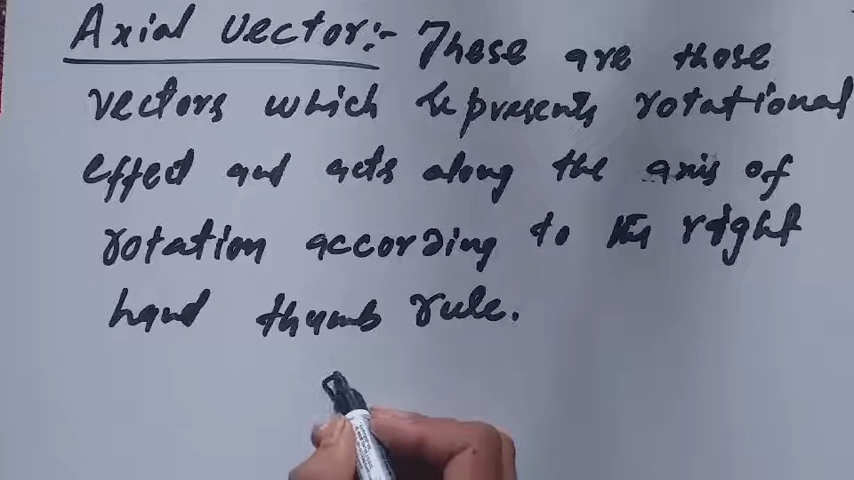 Axial Vector:- These are those
vectors which represents rotational
effect and acts along the axis of
rotation according to the right
hand thumb rule.